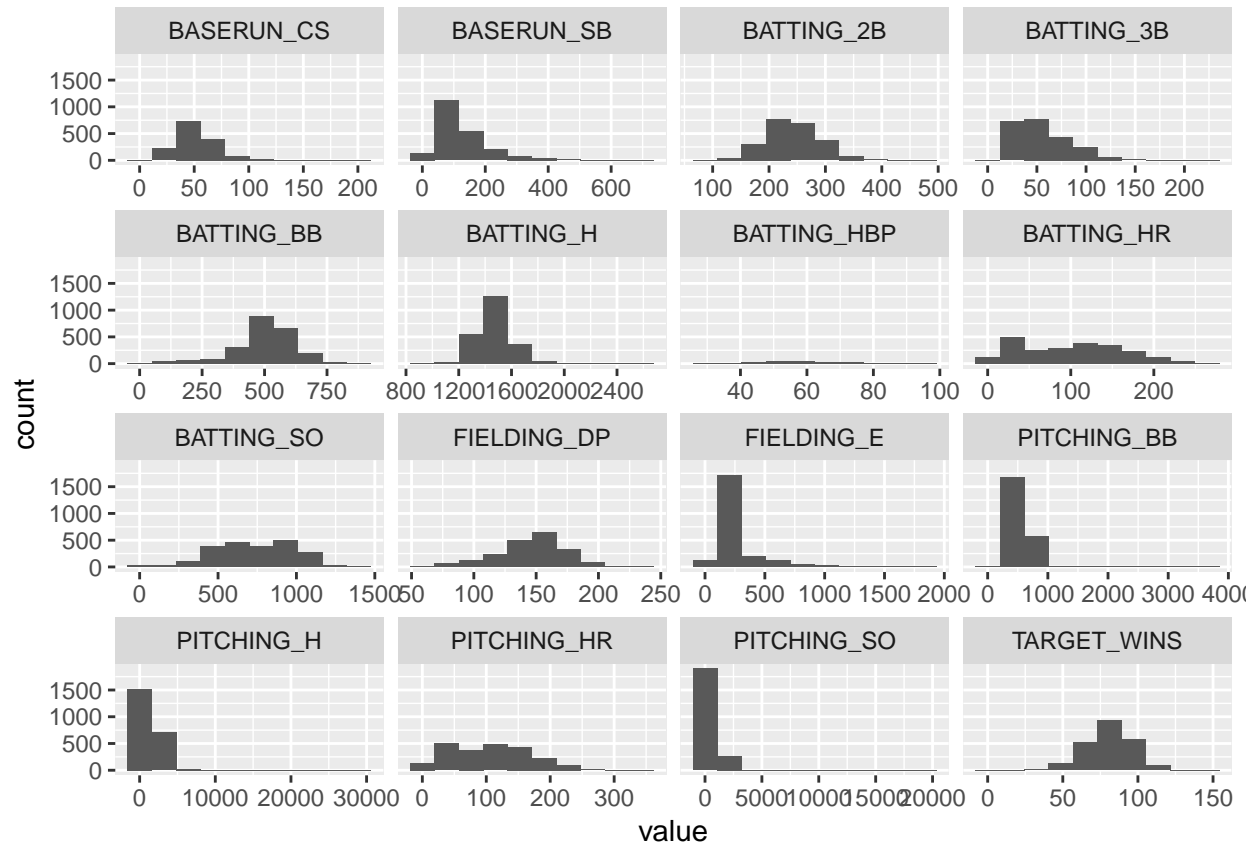 BASERUN_CS BASERUN_SB BATTING_2B BATTING_3B
1500
1000
500
0
0 50 100 150 200 0 200 400 600 100 200 300 400 500 0 50 100 150 200
BATTING_BB BATTING_H BATTING_HBP BATTING_HR
1500
1000
500
0
0 250 500 750 800 1200 1600 2000 2400 40 60 80 100 0 100 200
count
BATTING_SO FIELDING_DP FIELDING_E PITCHING_BB
1500
1000
500
0
0 500 1000 1500 50 100 150 200 250 0 500 1000 1500 2000 0 1000 2000 3000 4000
PITCHING_H PITCHING_HR PITCHING_SO TARGET_WINS
1500
1000
500
0
0 10000 20000 30000 0 100 200 300 0 5000 10000 15000 20000 0 50 100 150
value